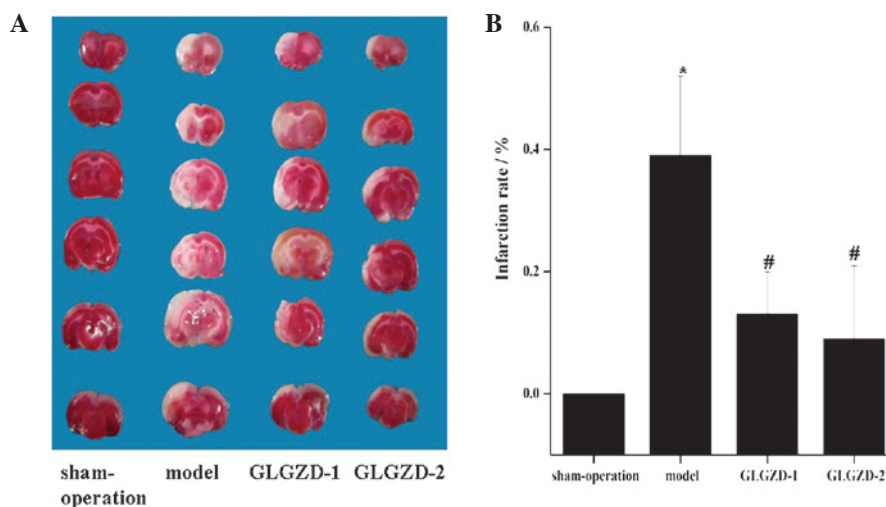 A
sham-
operation
model
GLGZD-1
GLGZD-2
B
Infarction rate / %
0.6
0.4
0.2
0.0
*
#
#
sham-operation
model
GLGZD-1
GLGZD-2